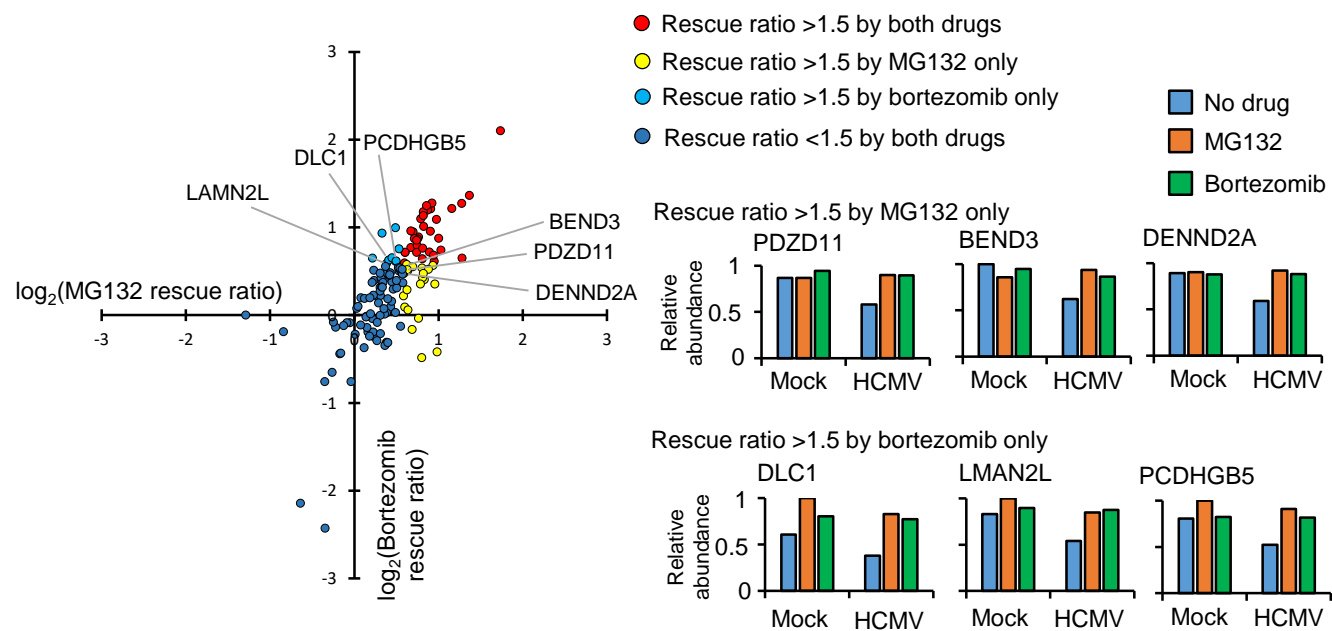 Rescue ratio >1.5 by both drugs
Rescue ratio >1.5 by MG132 only
Rescue ratio >1.5 by bortezomib only
Rescue ratio <1.5 by both drugs
No drug
MG132
Bortezomib
3
2
1
0
-1
-2
-3
-3
-2
-1
0
1
2
3
PCDHGB5
DLC1
LAMN2L
BEND3
PDZD11
DENND2A
log₂(MG132 rescue ratio)
log₂(Bortezomib
rescue ratio)
Rescue ratio >1.5 by MG132 only
PDZD11
BEND3
DENND2A
Relative
abundance
1
0.5
0
Mock
HCMV
Mock
HCMV
Mock
HCMV
Rescue ratio >1.5 by bortezomib only
DLC1
LMAN2L
PCDHGB5
Relative
abundance
1
0.5
0
Mock
HCMV
Mock
HCMV
Mock
HCMV